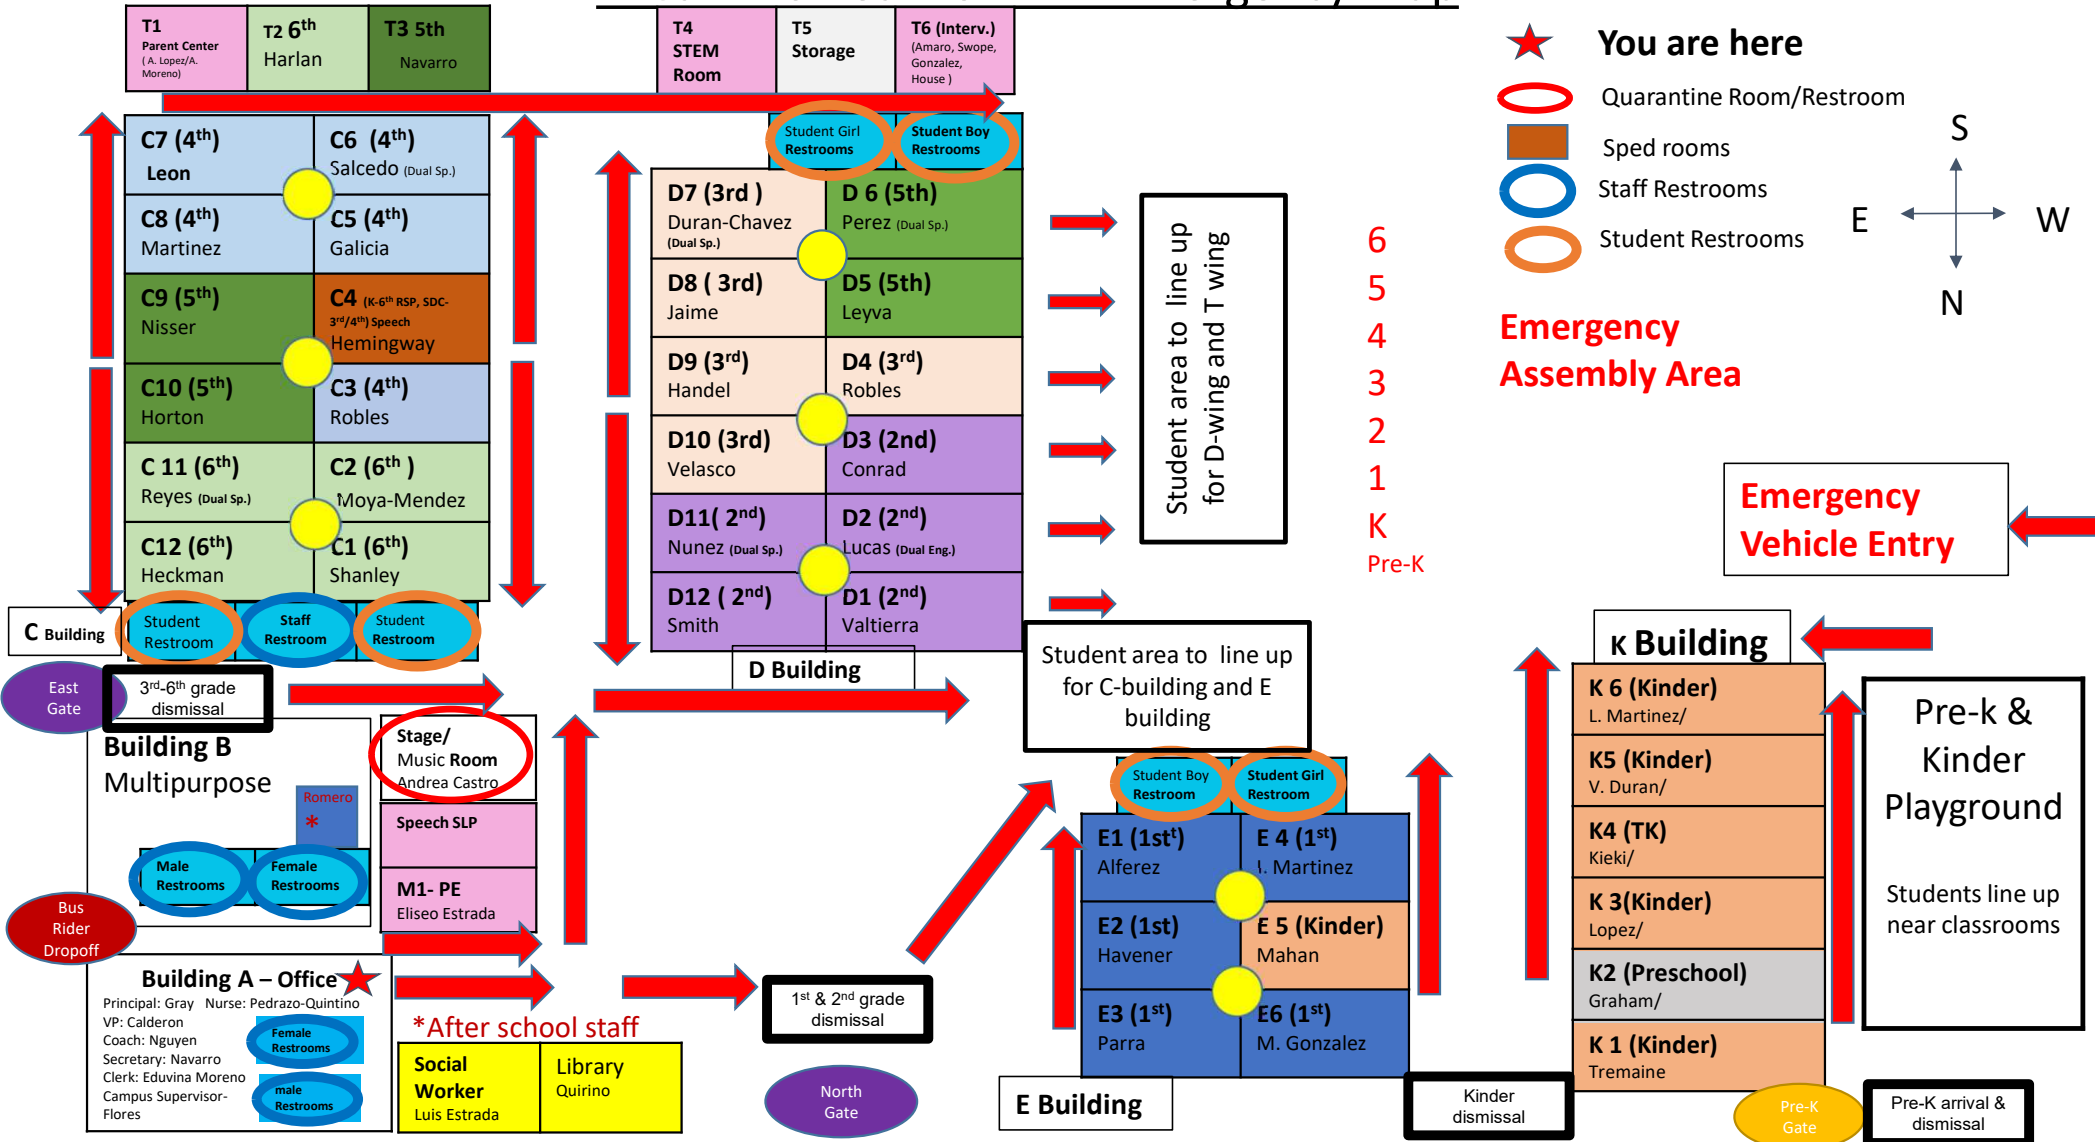 T1
Parent Center
( A. Lopez/A.
Moreno)
T2 6th
Harlan
T3 5th
Navarro
T4
STEM
Room
T5
Storage
T6 (Interv.)
(Amaro, Swope,
Gonzalez,
House )
You are here
Quarantine Room/Restroom
Sped rooms
Staff Restrooms
Student Restrooms
S
E
W
N
Emergency
Assembly Area
C7 (4th)
Leon
C6 (4th)
Salcedo (Dual Sp.)
C8 (4th)
Martinez
C5 (4th)
Galicia
C9 (5th)
Nisser
C4 (K-6th RSP, SDC-
3rd/4th) Speech
Hemingway
C10 (5th)
Horton
C3 (4th)
Robles
C 11 (6th)
Reyes (Dual Sp.)
C2 (6th )
Moya-Mendez
C12 (6th)
Heckman
C1 (6th)
Shanley
C Building
Student
Restroom
Staff
Restroom
Student
Restroom
Student Girl
Restrooms
Student Boy
Restrooms
D7 (3rd )
Duran-Chavez
(Dual Sp.)
D 6 (5th)
Perez (Dual Sp.)
D8 ( 3rd)
Jaime
D5 (5th)
Leyva
D9 (3rd)
Handel
D4 (3rd)
Robles
D10 (3rd)
Velasco
D3 (2nd)
Conrad
D11( 2nd)
Nunez (Dual Sp.)
D2 (2nd)
Lucas (Dual Eng.)
D12 ( 2nd)
Smith
D1 (2nd)
Valtierra
D Building
Student area to line up
for D-wing and T wing
6
5
4
3
2
1
K
Pre-K
Emergency
Vehicle Entry
East
Gate
3rd-6th grade
dismissal
Building B
Multipurpose
Romero
*
Male
Restrooms
Female
Restrooms
Stage/
Music Room
Andrea Castro
Speech SLP
M1- PE
Eliseo Estrada
Bus
Rider
Dropoff
Building A – Office
Principal: Gray Nurse: Pedrazo-Quintino
VP: Calderon
Coach: Nguyen
Secretary: Navarro
Clerk: Eduvina Moreno
Campus Supervisor-
Flores
Female
Restrooms
male
Restrooms
*After school staff
Social
Worker
Luis Estrada
Library
Quirino
1st & 2nd grade
dismissal
North
Gate
Student area to line up
for C-building and E
building
Student Boy
Restroom
Student Girl
Restroom
E1 (1stt)
Alferez
E 4 (1st)
Martinez
E2 (1st)
Havener
E 5 (Kinder)
Mahan
E3 (1st)
Parra
E6 (1st)
M. Gonzalez
E Building
Kinder
dismissal
K Building
K 6 (Kinder)
L. Martinez/
K5 (Kinder)
V. Duran/
K4 (TK)
Kieki/
K 3(Kinder)
Lopez/
K2 (Preschool)
Graham/
K 1 (Kinder)
Tremaine
Pre-k &
Kinder
Playground
Students line up
near classrooms
Pre-K
Gate
Pre-K arrival &
dismissal